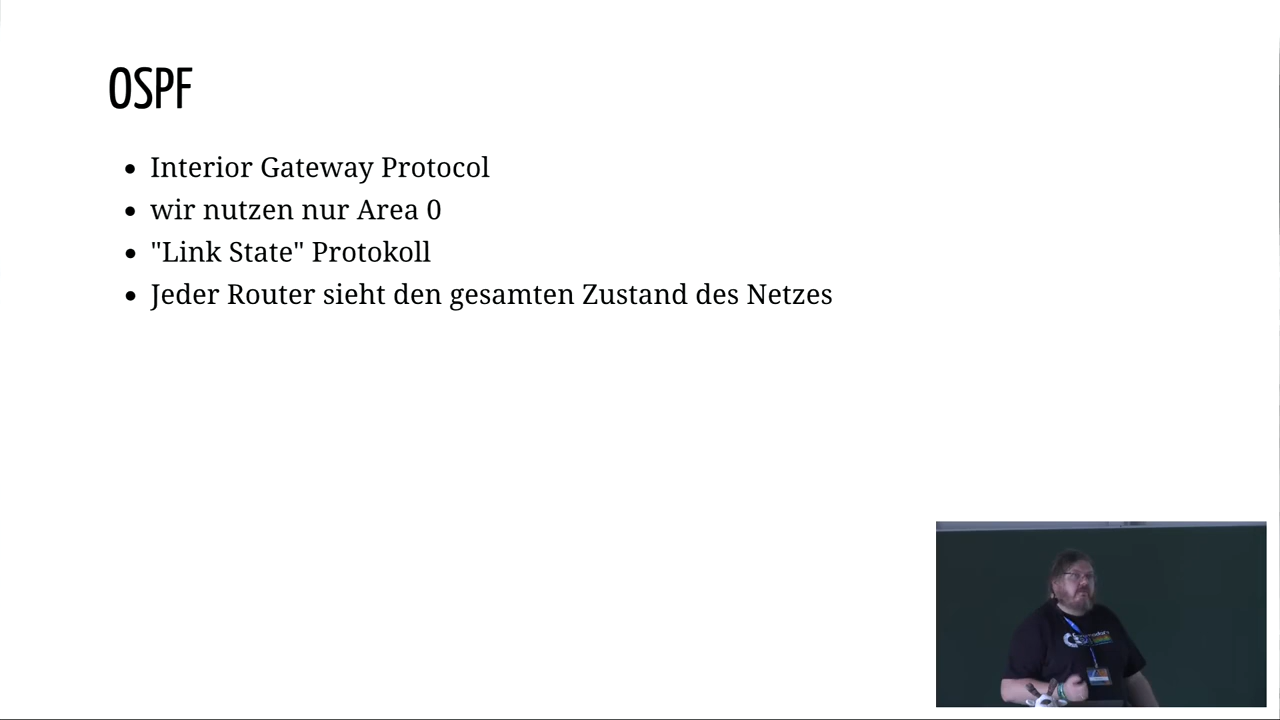 OSPF
Interior Gateway Protocol
wir nutzen nur Area 0
"Link State" Protokoll
Jeder Router sieht den gesamten Zustand des Netzes